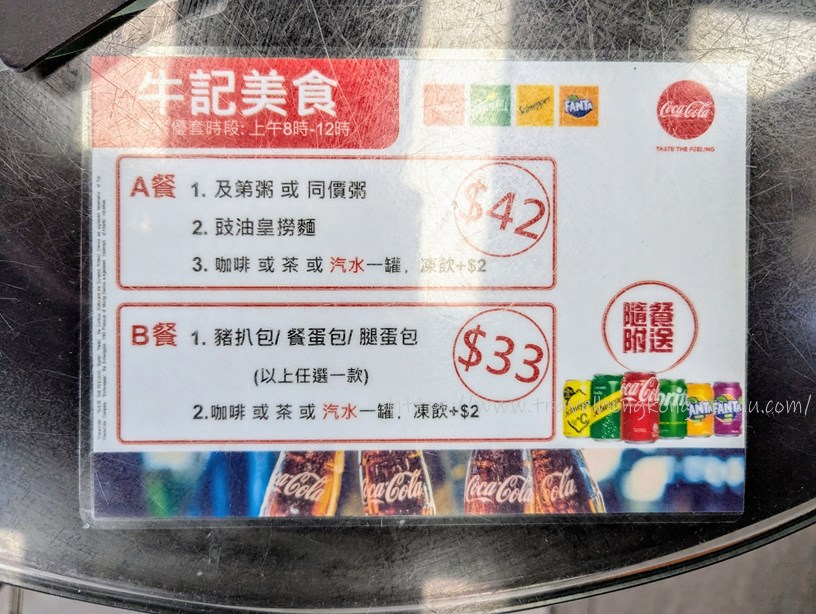 牛記美食
優套時段: 上午8時-12時
FANTA
Schweppes
Coca-Cola
TASTE THE FEELING
A餐 1. 及第粥 或 同價粥
2. 豉油皇撈麵
3. 咖啡 或 茶 或 汽水一罐, 凍飲+$2
$42
B餐 1. 豬扒包/ 餐蛋包/ 腿蛋包
(以上任選一款)
2.咖啡 或 茶 或 汽水一罐, 凍飲+$2
$33
隨餐
附送
Coca-Cola
FANTA
Coca-Cola
Coca-Cola
Coca-Cola
Cola